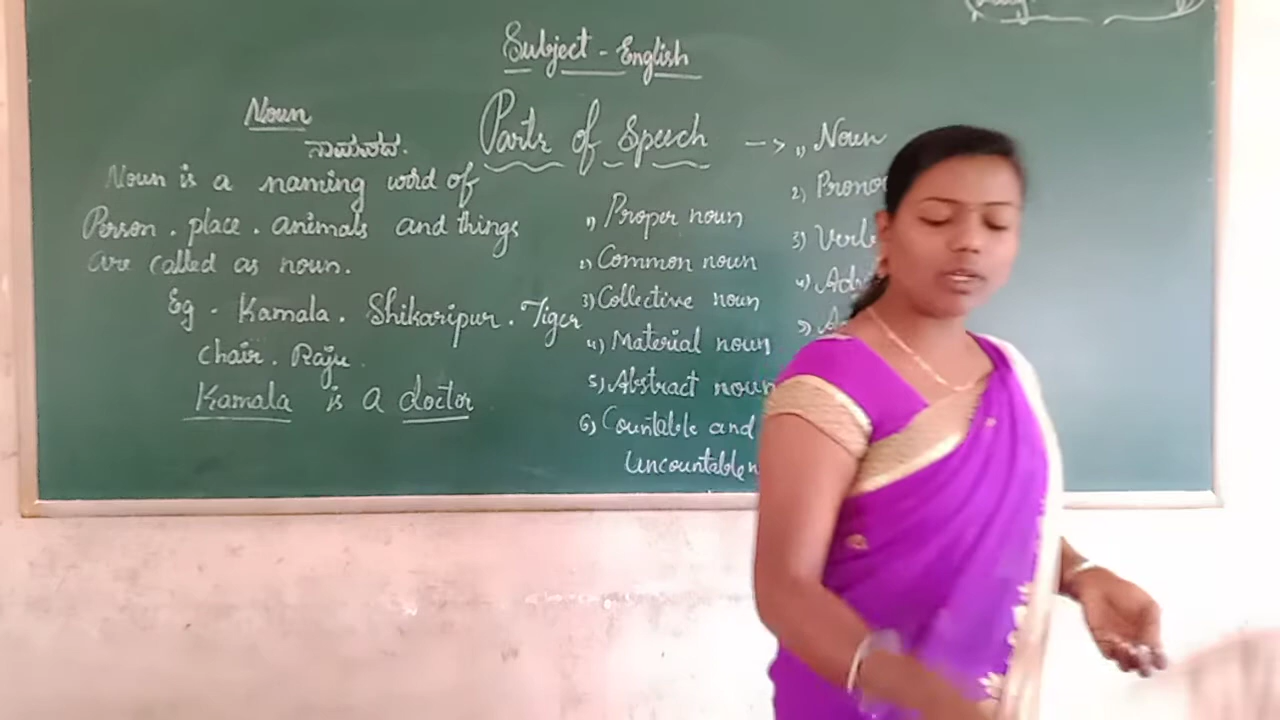 Subject - English
Parts of Speech -> 1) Noun
2)
3) Verb
4)
5)
Noun
ನಾಮಪದ.
Noun is a naming word of
Person . place . animals and things
are called as noun.
Eg - Kamala . Shikaripur . Tiger
chair . Raju .
Kamala is a doctor
1) Proper noun
2) Common noun
3) Collective noun
4) Material noun
5) Abstract noun
6) Countable and
Uncountable n